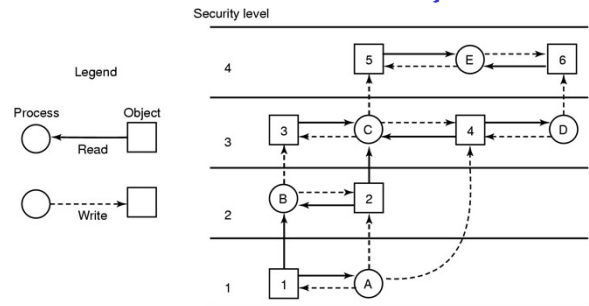 Security level
Legend
Process Object
Read
Write
4
5 E 6
3
3 C 4 D
2
B 2
1
1 A